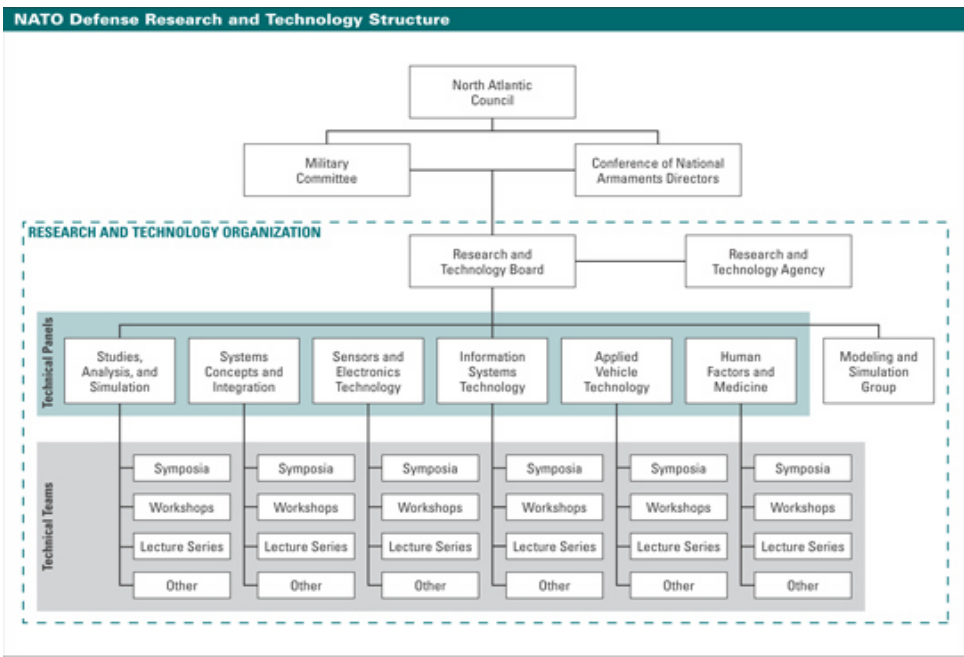 NATO Defense Research and Technology Structure
North Atlantic
Council
Military
Committee
Conference of National
Armaments Directors
RESEARCH AND TECHNOLOGY ORGANIZATION
Research and
Technology Board
Research and
Technology Agency
Technical Panels
Studies,
Analysis, and
Simulation
Systems
Concepts and
Integration
Sensors and
Electronics
Technology
Information
Systems
Technology
Applied
Vehicle
Technology
Human
Factors and
Medicine
Modeling and
Simulation
Group
Technical Teams
Symposia
Workshops
Lecture Series
Other
Symposia
Workshops
Lecture Series
Other
Symposia
Workshops
Lecture Series
Other
Symposia
Workshops
Lecture Series
Other
Symposia
Workshops
Lecture Series
Other
Symposia
Workshops
Lecture Series
Other